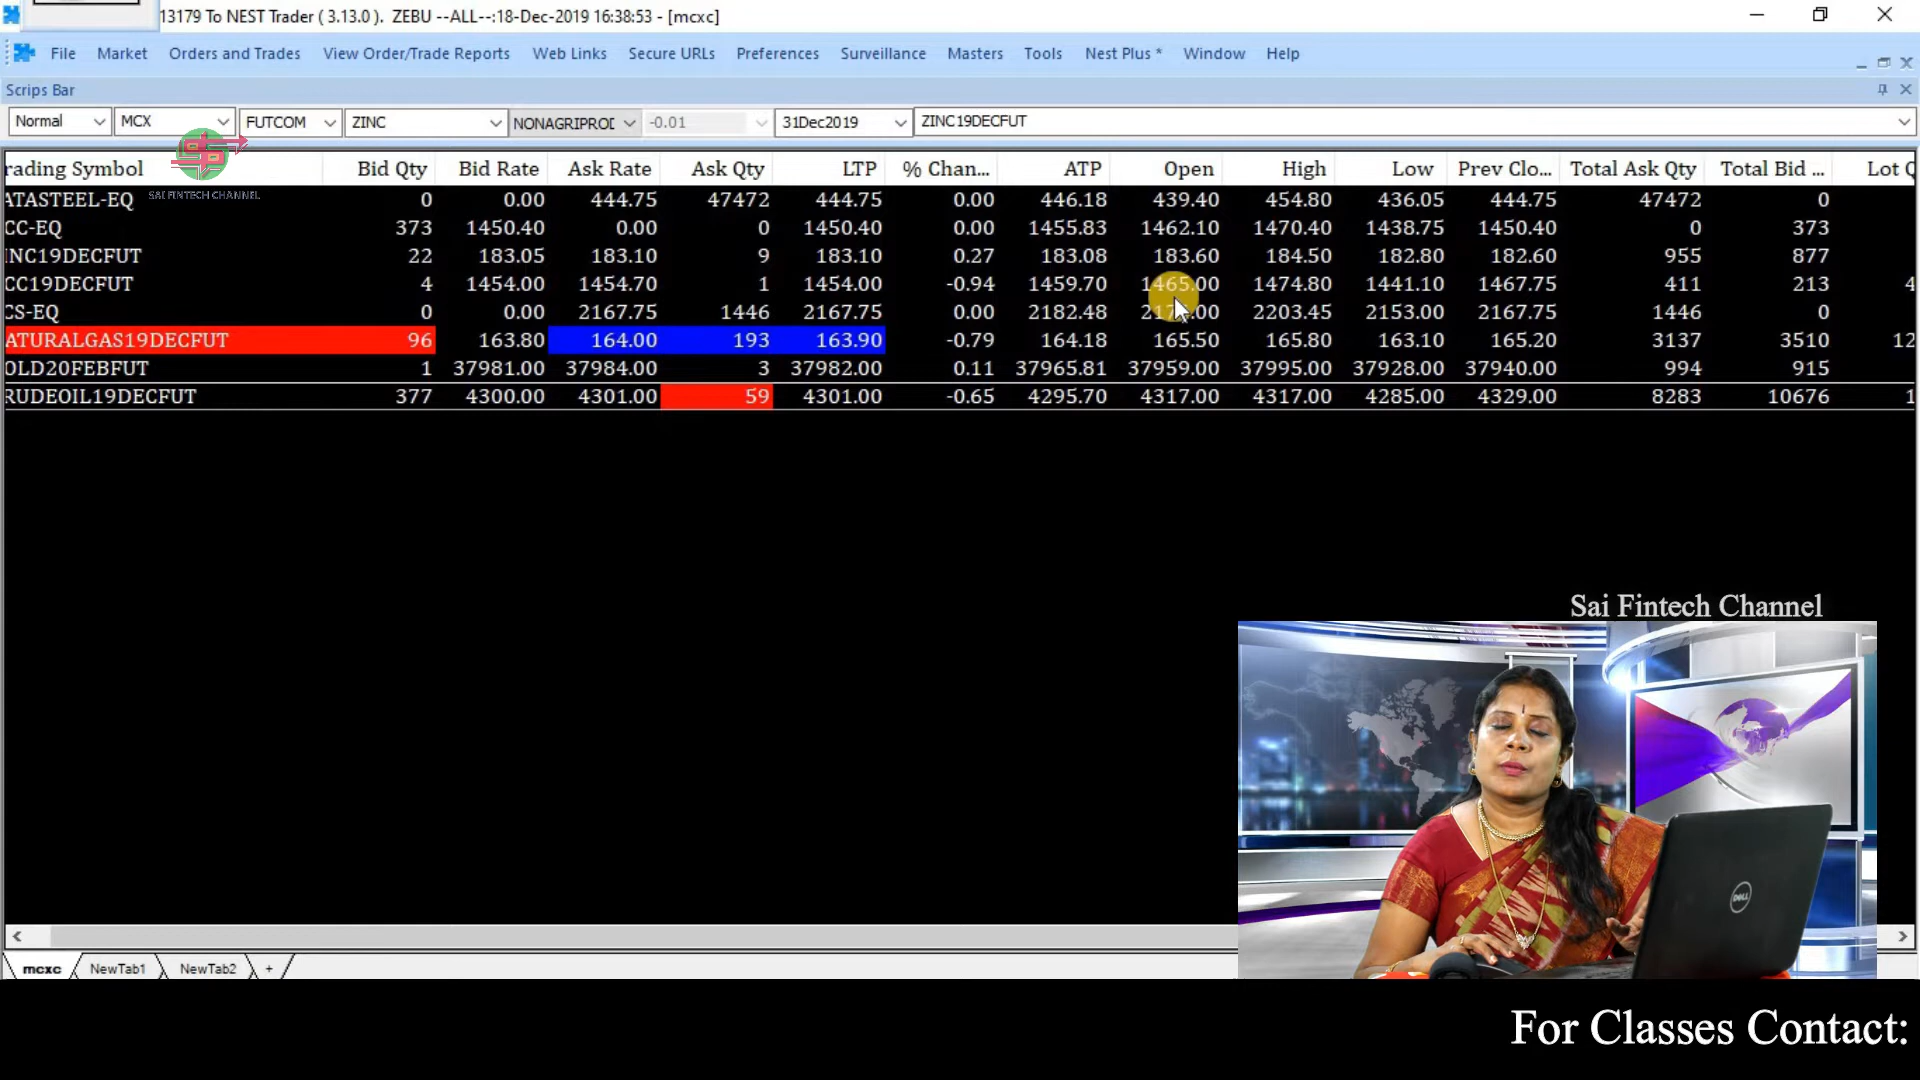 13179 To NEST Trader ( 3.13.0 ). ZEBU --ALL--:18-Dec-2019 16:38:53 - [mcxc]
File Market Orders and Trades View Order/Trade Reports Web Links Secure URLs Preferences Surveillance Masters Tools Nest Plus * Window Help
Scrips Bar
Normal MCX FUTCOM ZINC NONAGRIPROD -0.01 31Dec2019 ZINC19DECFUT
rading Symbol Bid Qty Bid Rate Ask Rate Ask Qty LTP % Chan... ATP Open High Low Prev Clo... Total Ask Qty Total Bid ... Lot Q
SAI FINTECH CHANNEL
ATASTEEL-EQ 0 0.00 444.75 47472 444.75 0.00 446.18 439.40 454.80 436.05 444.75 47472 0
CC-EQ 373 1450.40 0.00 0 1450.40 0.00 1455.83 1462.10 1470.40 1438.75 1450.40 0 373
INC19DECFUT 22 183.05 183.10 9 183.10 0.27 183.08 183.60 184.50 182.80 182.60 955 877
CC19DECFUT 4 1454.00 1454.70 1 1454.00 -0.94 1459.70 1465.00 1474.80 1441.10 1467.75 411 213 4
CS-EQ 0 0.00 2167.75 1446 2167.75 0.00 2182.48 2203.45 2153.00 2167.75 1446 0
ATURALGAS19DECFUT 96 163.80 164.00 193 163.90 -0.79 164.18 165.50 165.80 163.10 165.20 3137 3510 12
OLD20FEBFUT 1 37981.00 37984.00 3 37982.00 0.11 37965.81 37959.00 37995.00 37928.00 37940.00 994 915
RUDEOIL19DECFUT 377 4300.00 4301.00 59 4301.00 -0.65 4295.70 4317.00 4317.00 4285.00 4329.00 8283 10676 1
Sai Fintech Channel
DELL
mcxc NewTab1 NewTab2 +
For Classes Contact: